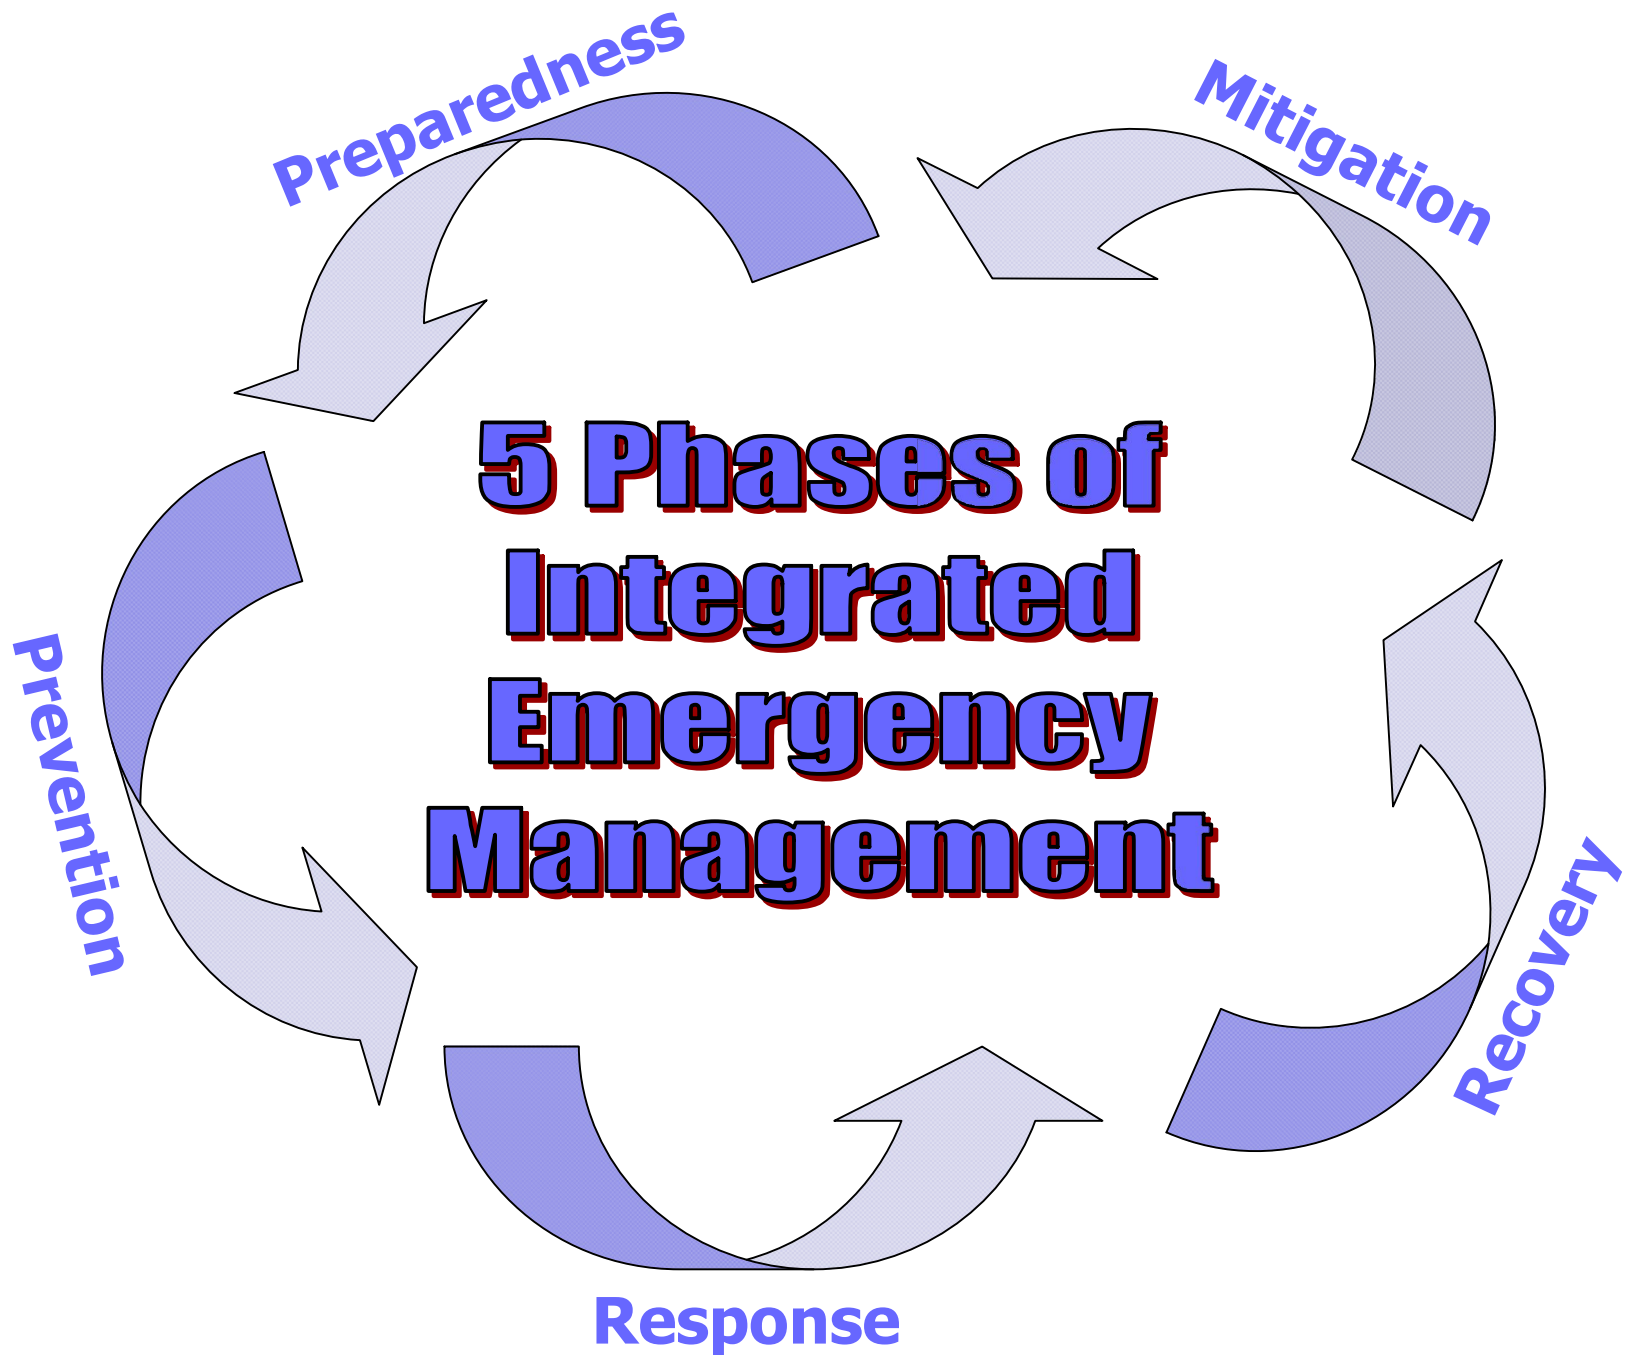 Preparedness
Mitigation
5 Phases of
Integrated
Emergency
Management
Prevention
Recovery
Response